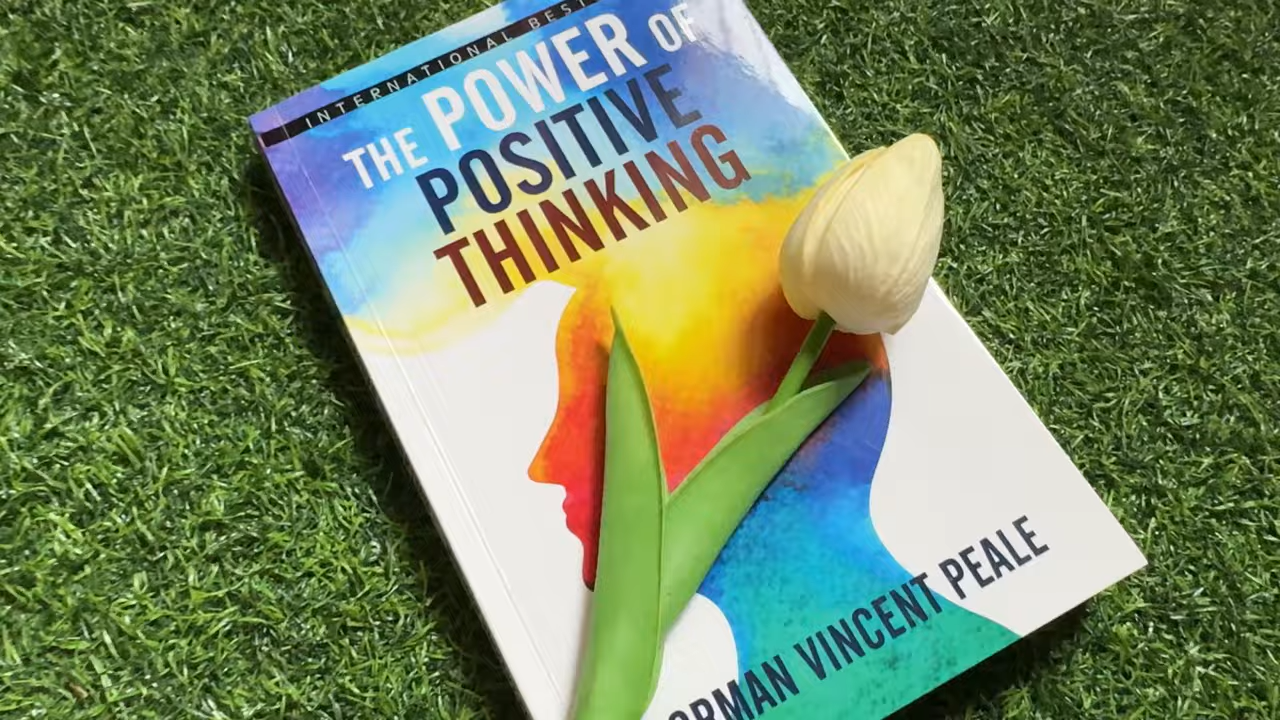 INTERNATIONAL BEST
THE POWER OF
POSITIVE
THINKING
ORMAN VINCENT PEALE